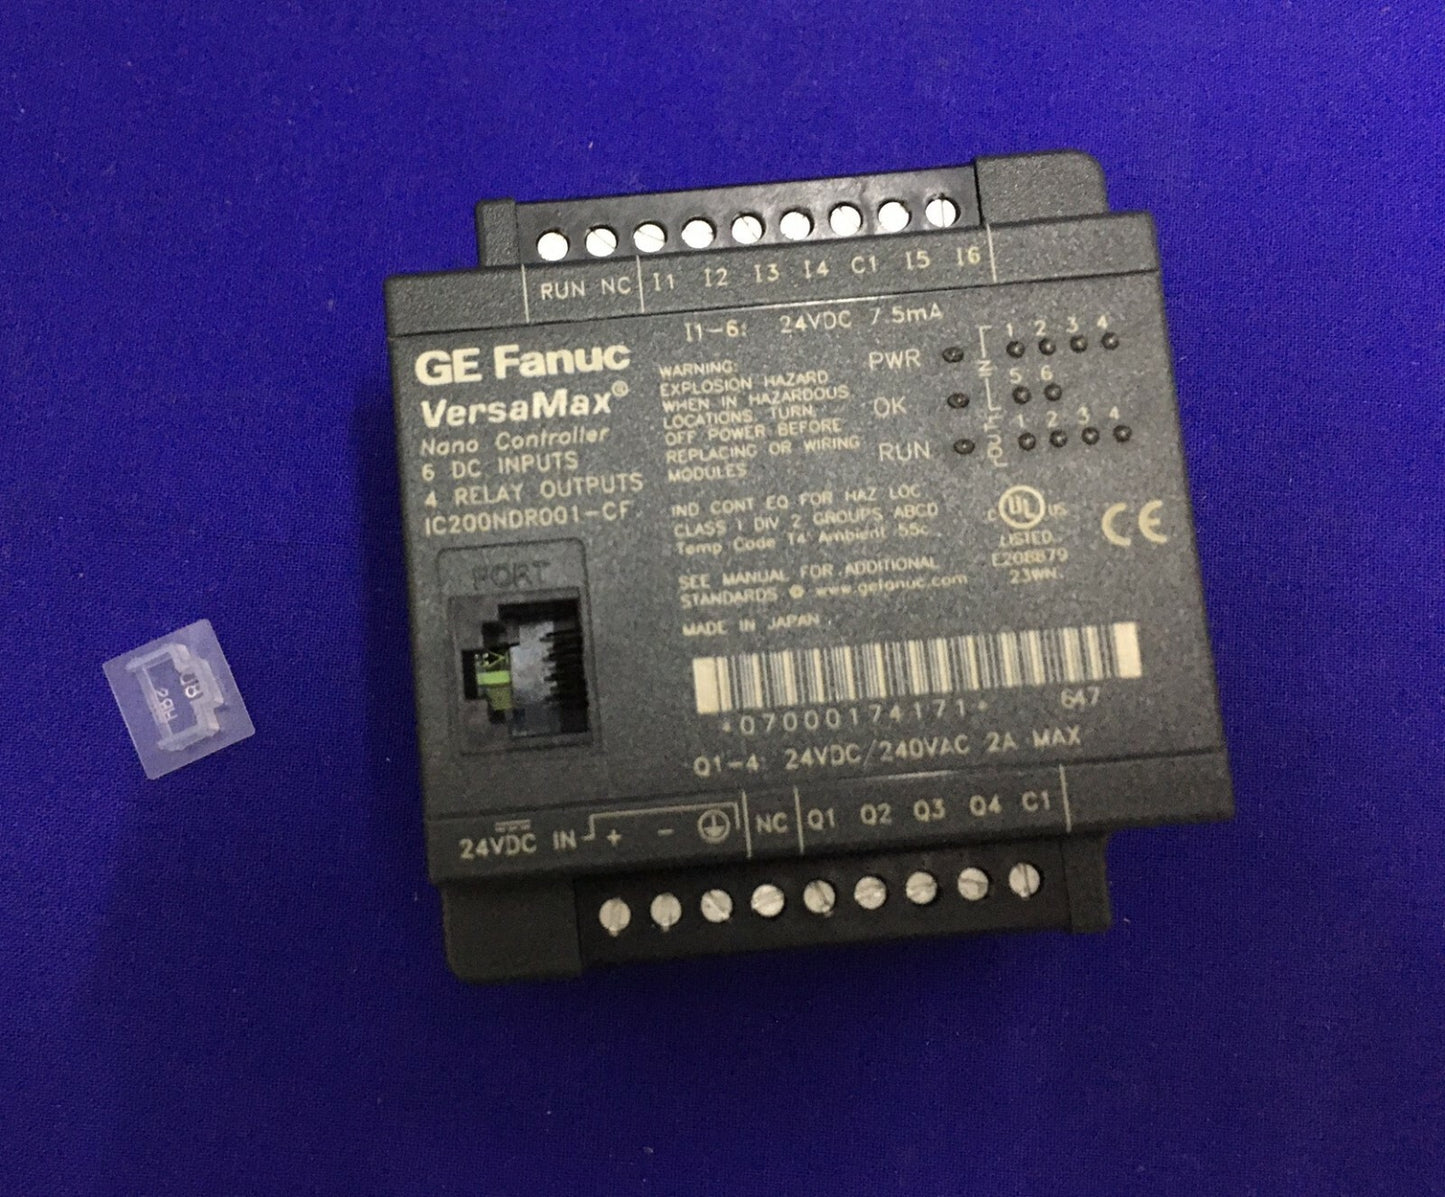 RUN NC I1 I2 I3 I4 C1 I5 I6
I1-6: 24VDC 7.5mA
GE Fanuc
VersaMax®
Nano Controller
6 DC INPUTS
4 RELAY OUTPUTS
IC200NDR001-CF
PORT
WARNING:
EXPLOSION HAZARD
WHEN IN HAZARDOUS
LOCATIONS, TURN
OFF POWER BEFORE
REPLACING OR WIRING
MODULES
PWR
OK
RUN
IN
1 2 3 4
5 6
OUT
1 2 3 4
IND CONT EQ FOR HAZ LOC
CLASS 1 DIV 2 GROUPS ABCD
Temp Code T4 Ambient 55c
SEE MANUAL FOR ADDITIONAL
STANDARDS @ www.gefanuc.com
MADE IN JAPAN
C UL US
LISTED
E208879
23WN
CE
*07000174171* 647
Q1-4: 24VDC/240VAC 2A MAX
24VDC IN + - NC Q1 Q2 Q3 Q4 C1